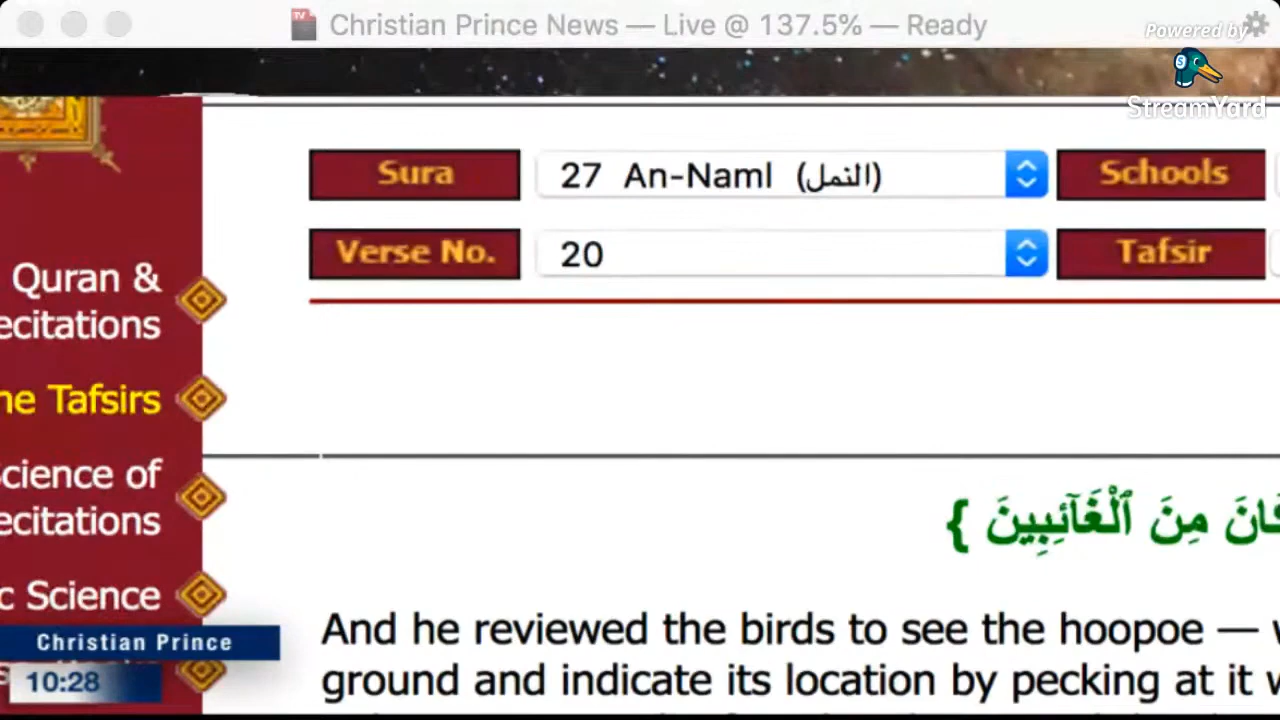 Christian Prince News — Live @ 137.5% — Ready
Powered by
StreamYard
Sura
27 An-Naml (النمل)
Schools
Verse No.
20
Tafsir
Quran &
ecitations
he Tafsirs
Science of
ecitations
c Science
مِنَ ٱلْغَآئِبِينَ }
And he reviewed the birds to see the hoopoe —
ground and indicate its location by pecking at it
Christian Prince
10:28